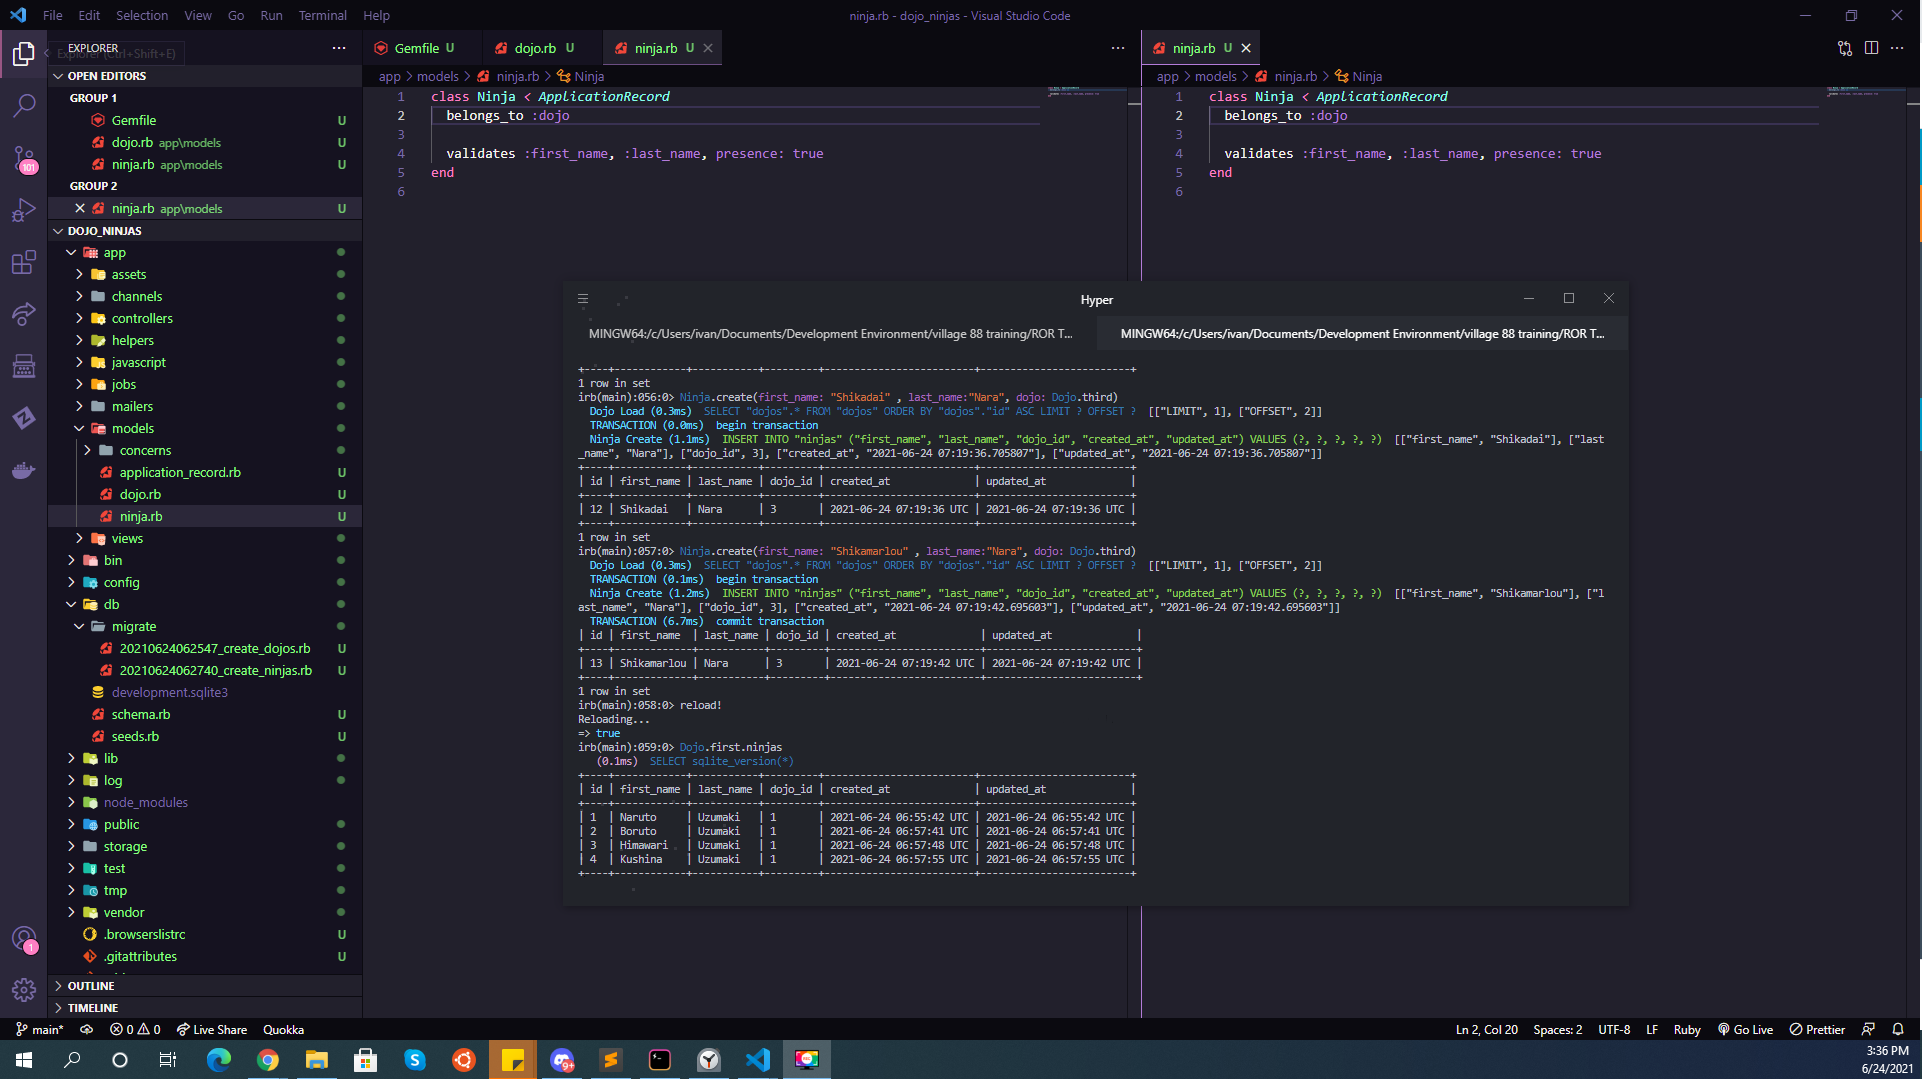 File Edit Selection View Go Run Terminal Help
ninja.rb - dojo_ninjas - Visual Studio Code
EXPLORER
Explorer (Ctrl+Shift+E)
OPEN EDITORS
GROUP 1
Gemfile U
dojo.rb app\models U
ninja.rb app\models U
GROUP 2
ninja.rb app\models U
DOJO_NINJAS
app
assets
channels
controllers
helpers
javascript
jobs
mailers
models
concerns
application_record.rb U
dojo.rb U
ninja.rb U
views
bin
config
db
migrate
20210624062547_create_dojos.rb U
20210624062740_create_ninjas.rb U
development.sqlite3
schema.rb U
seeds.rb U
lib
log
node_modules
public
storage
test
tmp
vendor
.browserslistrc U
.gitattributes U
OUTLINE
TIMELINE
101
1
Gemfile U dojo.rb U ninja.rb U
app > models > ninja.rb > Ninja
1 class Ninja < ApplicationRecord
2 belongs_to :dojo
3
4 validates :first_name, :last_name, presence: true
5 end
6
ninja.rb U
app > models > ninja.rb > Ninja
1 class Ninja < ApplicationRecord
2 belongs_to :dojo
3
4 validates :first_name, :last_name, presence: true
5 end
6
Hyper
MINGW64:/c/Users/ivan/Documents/Development Environment/village 88 training/ROR T...
MINGW64:/c/Users/ivan/Documents/Development Environment/village 88 training/ROR T...
+----+------------+-----------+---------+-------------------------+-------------------------+
1 row in set
irb(main):056:0> Ninja.create(first_name: "Shikadai" , last_name:"Nara", dojo: Dojo.third)
Dojo Load (0.3ms) SELECT "dojos".* FROM "dojos" ORDER BY "dojos"."id" ASC LIMIT ? OFFSET ? [["LIMIT", 1], ["OFFSET", 2]]
TRANSACTION (0.0ms) begin transaction
Ninja Create (1.1ms) INSERT INTO "ninjas" ("first_name", "last_name", "dojo_id", "created_at", "updated_at") VALUES (?, ?, ?, ?, ?) [["first_name", "Shikadai"], ["last
_name", "Nara"], ["dojo_id", 3], ["created_at", "2021-06-24 07:19:36.705807"], ["updated_at", "2021-06-24 07:19:36.705807"]]
+----+------------+-----------+---------+-------------------------+-------------------------+
| id | first_name | last_name | dojo_id | created_at | updated_at |
+----+------------+-----------+---------+-------------------------+-------------------------+
| 12 | Shikadai | Nara | 3 | 2021-06-24 07:19:36 UTC | 2021-06-24 07:19:36 UTC |
+----+------------+-----------+---------+-------------------------+-------------------------+
1 row in set
irb(main):057:0> Ninja.create(first_name: "Shikamarlou" , last_name:"Nara", dojo: Dojo.third)
Dojo Load (0.3ms) SELECT "dojos".* FROM "dojos" ORDER BY "dojos"."id" ASC LIMIT ? OFFSET ? [["LIMIT", 1], ["OFFSET", 2]]
TRANSACTION (0.1ms) begin transaction
Ninja Create (1.2ms) INSERT INTO "ninjas" ("first_name", "last_name", "dojo_id", "created_at", "updated_at") VALUES (?, ?, ?, ?, ?) [["first_name", "Shikamarlou"], ["l
ast_name", "Nara"], ["dojo_id", 3], ["created_at", "2021-06-24 07:19:42.695603"], ["updated_at", "2021-06-24 07:19:42.695603"]]
TRANSACTION (6.7ms) commit transaction
| id | first_name | last_name | dojo_id | created_at | updated_at |
+----+-------------+-----------+---------+-------------------------+-------------------------+
| 13 | Shikamarlou | Nara | 3 | 2021-06-24 07:19:42 UTC | 2021-06-24 07:19:42 UTC |
+----+-------------+-----------+---------+-------------------------+-------------------------+
1 row in set
irb(main):058:0> reload!
Reloading...
=> true
irb(main):059:0> Dojo.first.ninjas
(0.1ms) SELECT sqlite_version(*)
+----+------------+-----------+---------+-------------------------+-------------------------+
| id | first_name | last_name | dojo_id | created_at | updated_at |
+----+------------+-----------+---------+-------------------------+-------------------------+
| 1 | Naruto | Uzumaki | 1 | 2021-06-24 06:55:42 UTC | 2021-06-24 06:55:42 UTC |
| 2 | Boruto | Uzumaki | 1 | 2021-06-24 06:57:41 UTC | 2021-06-24 06:57:41 UTC |
| 3 | Himawari | Uzumaki | 1 | 2021-06-24 06:57:48 UTC | 2021-06-24 06:57:48 UTC |
| 4 | Kushina | Uzumaki | 1 | 2021-06-24 06:57:55 UTC | 2021-06-24 06:57:55 UTC |
+----+------------+-----------+---------+-------------------------+-------------------------+
main* 0 0 Live Share Quokka
Ln 2, Col 20 Spaces: 2 UTF-8 LF Ruby Go Live Prettier
9+
3:36 PM
6/24/2021